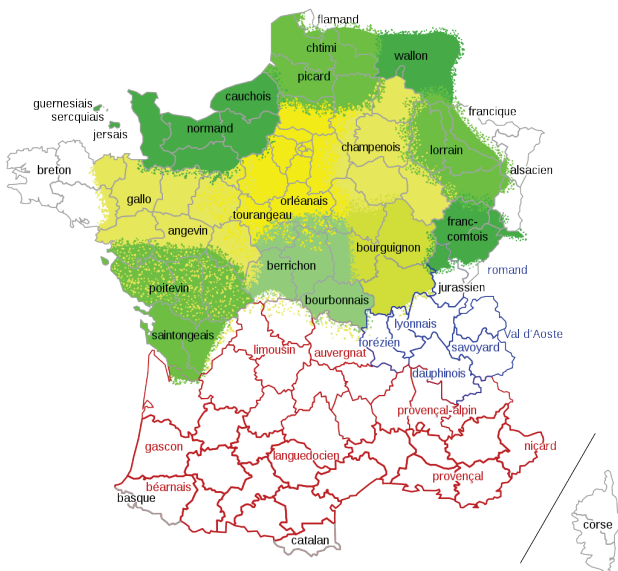 flamand
chtimi
wallon
picard
cauchois
guernesiais
sercquiais
jersais
normand
francique
champenois
lorrain
breton
alsacien
gallo
orléanais
tourangeau
angevin
franc-
comtois
bourguignon
berrichon
romand
poitevin
jurassien
bourbonnais
lyonnais
saintongeais
Val d'Aoste
forézien
savoyard
limousin
auvergnat
dauphinois
provençal-alpin
gascon
nicard
languedocien
provençal
béarnais
basque
corse
catalan